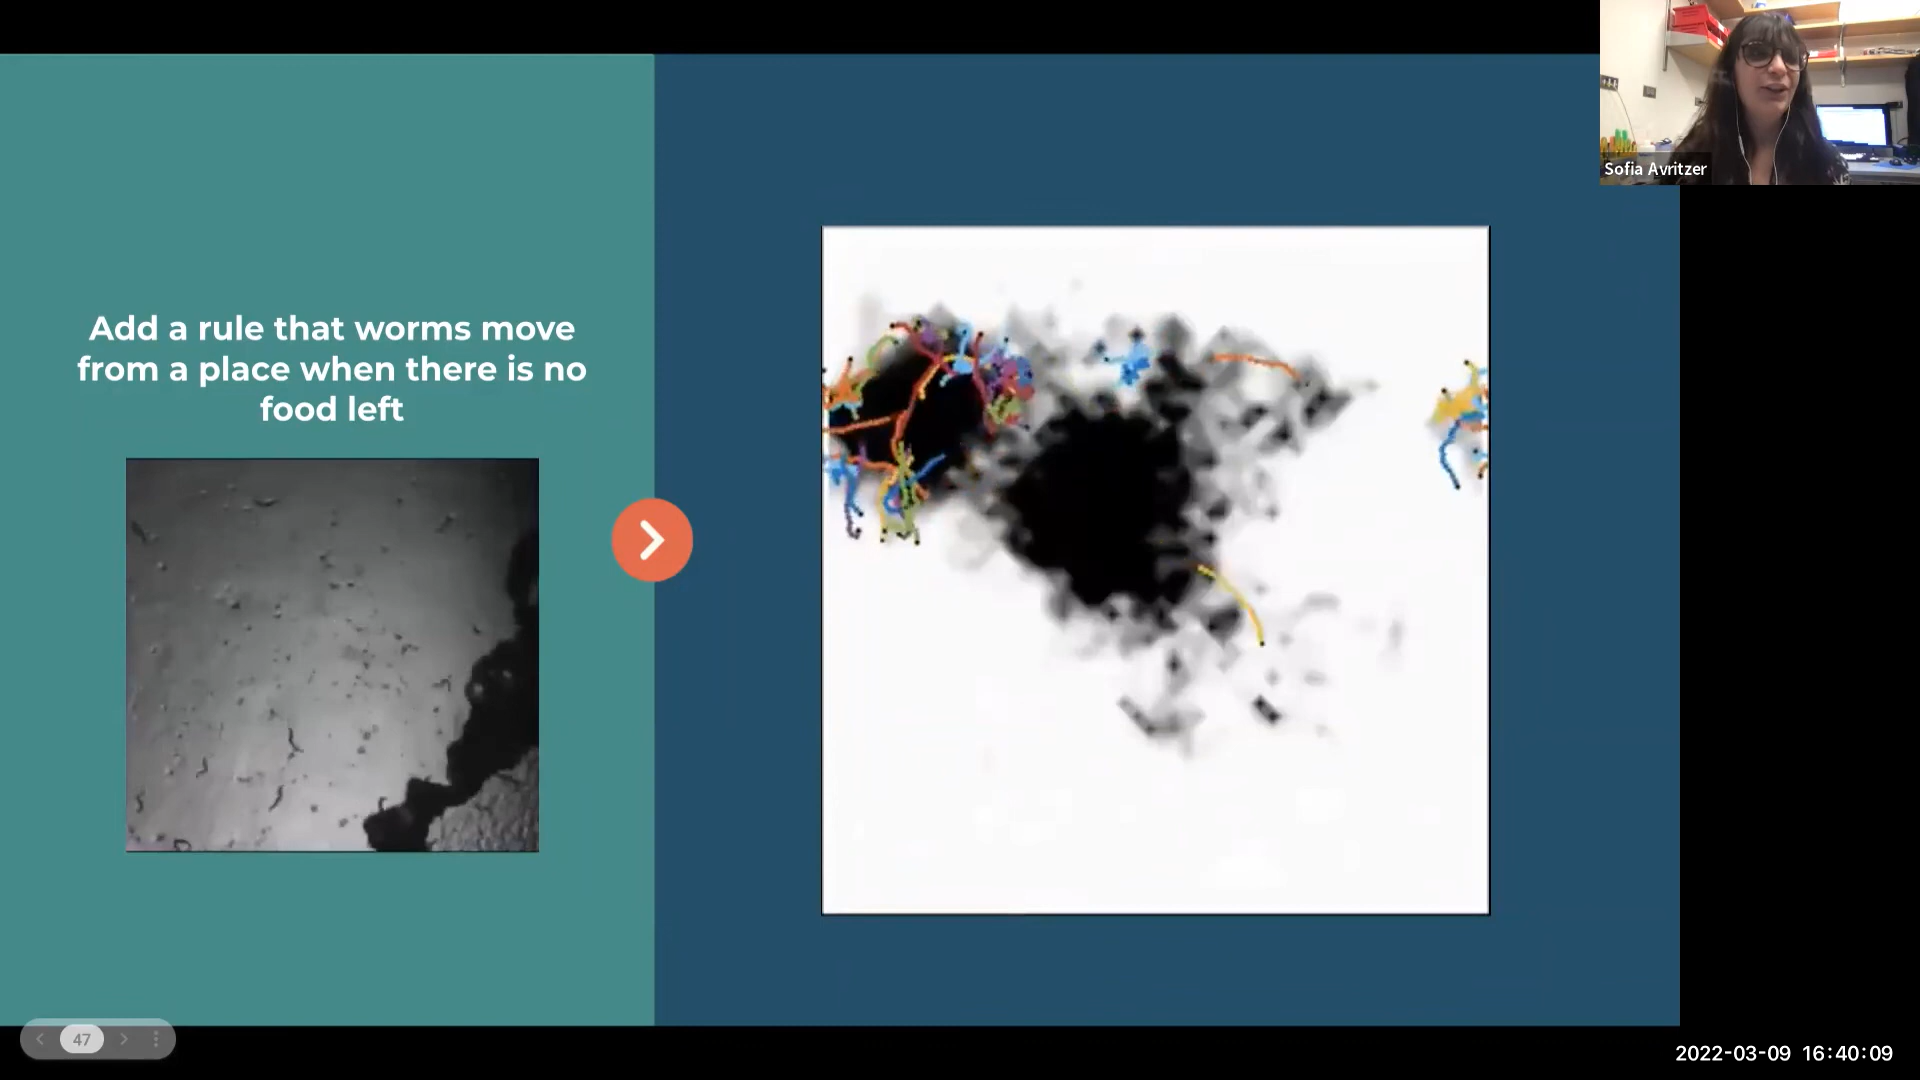 Sofia Avritzer
Add a rule that worms move
from a place when there is no
food left
47
2022-03-09 16:40:09